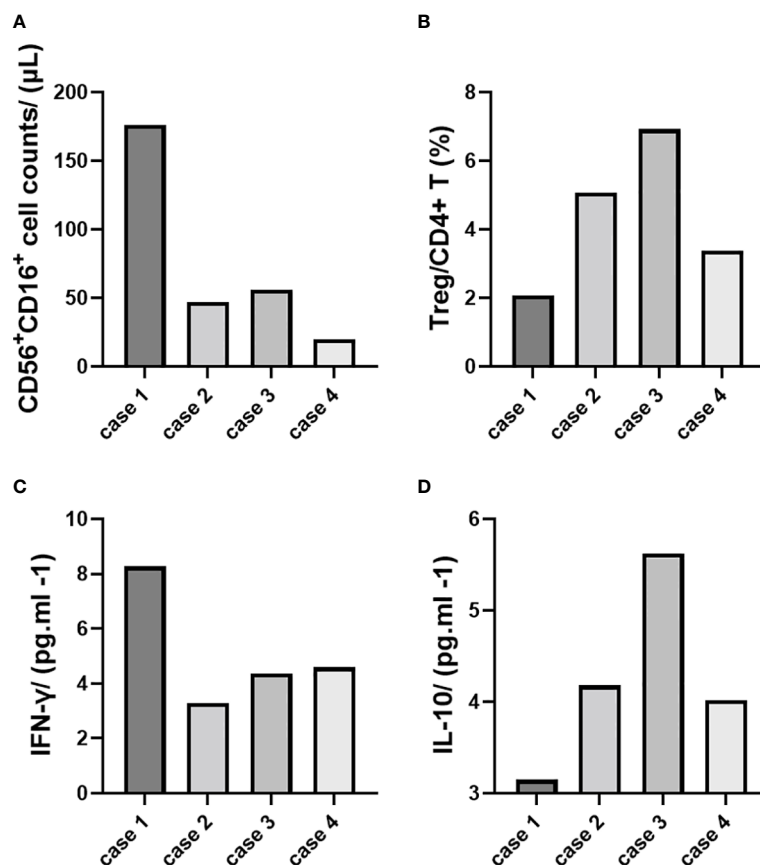 A
CD56⁺CD16⁺ cell counts/ (μL)
200
150
100
50
0
case 1
case 2
case 3
case 4
B
Treg/CD4+ T (%)
8
6
4
2
0
case 1
case 2
case 3
case 4
C
IFN-γ/ (pg.ml -1)
10
8
6
4
2
0
case 1
case 2
case 3
case 4
D
IL-10/ (pg.ml -1)
6
5
4
3
case 1
case 2
case 3
case 4